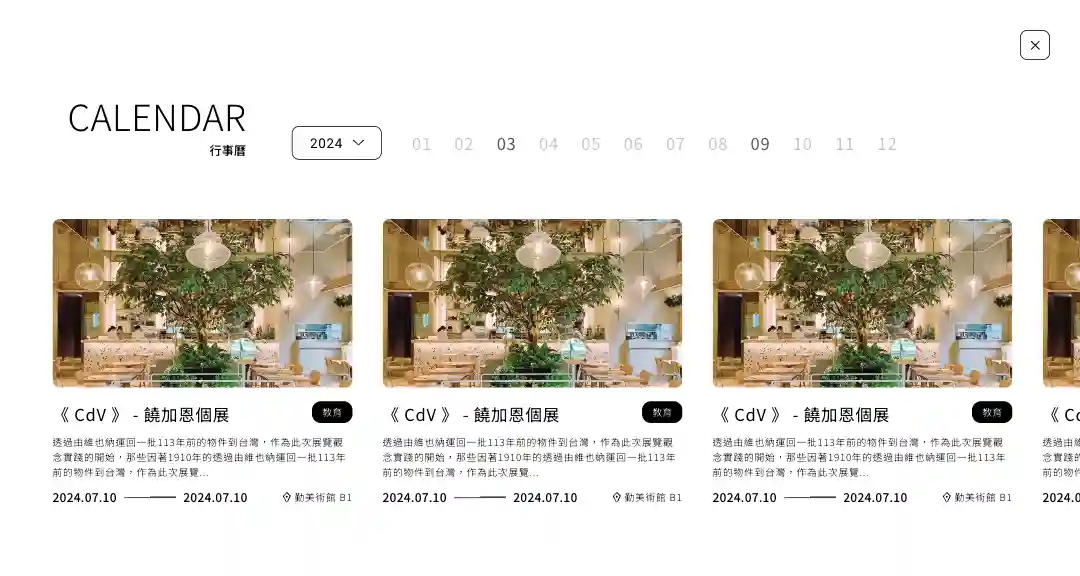 CALENDAR
行事曆
2024
01 02 03 04 05 06 07 08 09 10 11 12
《 CdV 》 - 饒加恩個展
教育
透過由維也納運回一批113年前的物件到台灣，作為此次展覽觀
念實踐的開始，那些因著1910年的透過由維也納運回一批113年
前的物件到台灣，作為此次展覽...
2024.07.10 2024.07.10 勤美術館 B1
《 CdV 》 - 饒加恩個展
教育
透過由維也納運回一批113年前的物件到台灣，作為此次展覽觀
念實踐的開始，那些因著1910年的透過由維也納運回一批113年
前的物件到台灣，作為此次展覽...
2024.07.10 2024.07.10 勤美術館 B1
《 CdV 》 - 饒加恩個展
教育
透過由維也納運回一批113年前的物件到台灣，作為此次展覽觀
念實踐的開始，那些因著1910年的透過由維也納運回一批113年
前的物件到台灣，作為此次展覽...
2024.07.10 2024.07.10 勤美術館 B1
《 Cd
透過由維
念實踐的
前的物件
2024.0